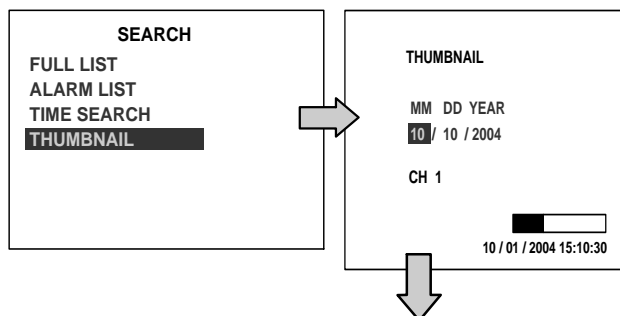 SEARCH
FULL LIST
ALARM LIST
TIME SEARCH
THUMBNAIL
THUMBNAIL
MM DD YEAR
10 / 10 / 2004
CH 1
10 / 01 / 2004 15:10:30